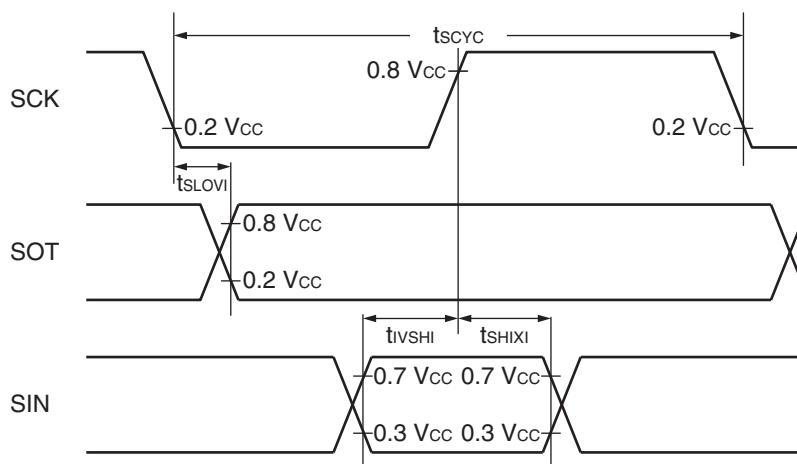 tSCYC
SCK
0.8 VCC
0.2 VCC
0.2 VCC
tSLOVI
SOT
0.8 VCC
0.2 VCC
tIVSHI
tSHIXI
SIN
0.7 VCC
0.7 VCC
0.3 VCC
0.3 VCC